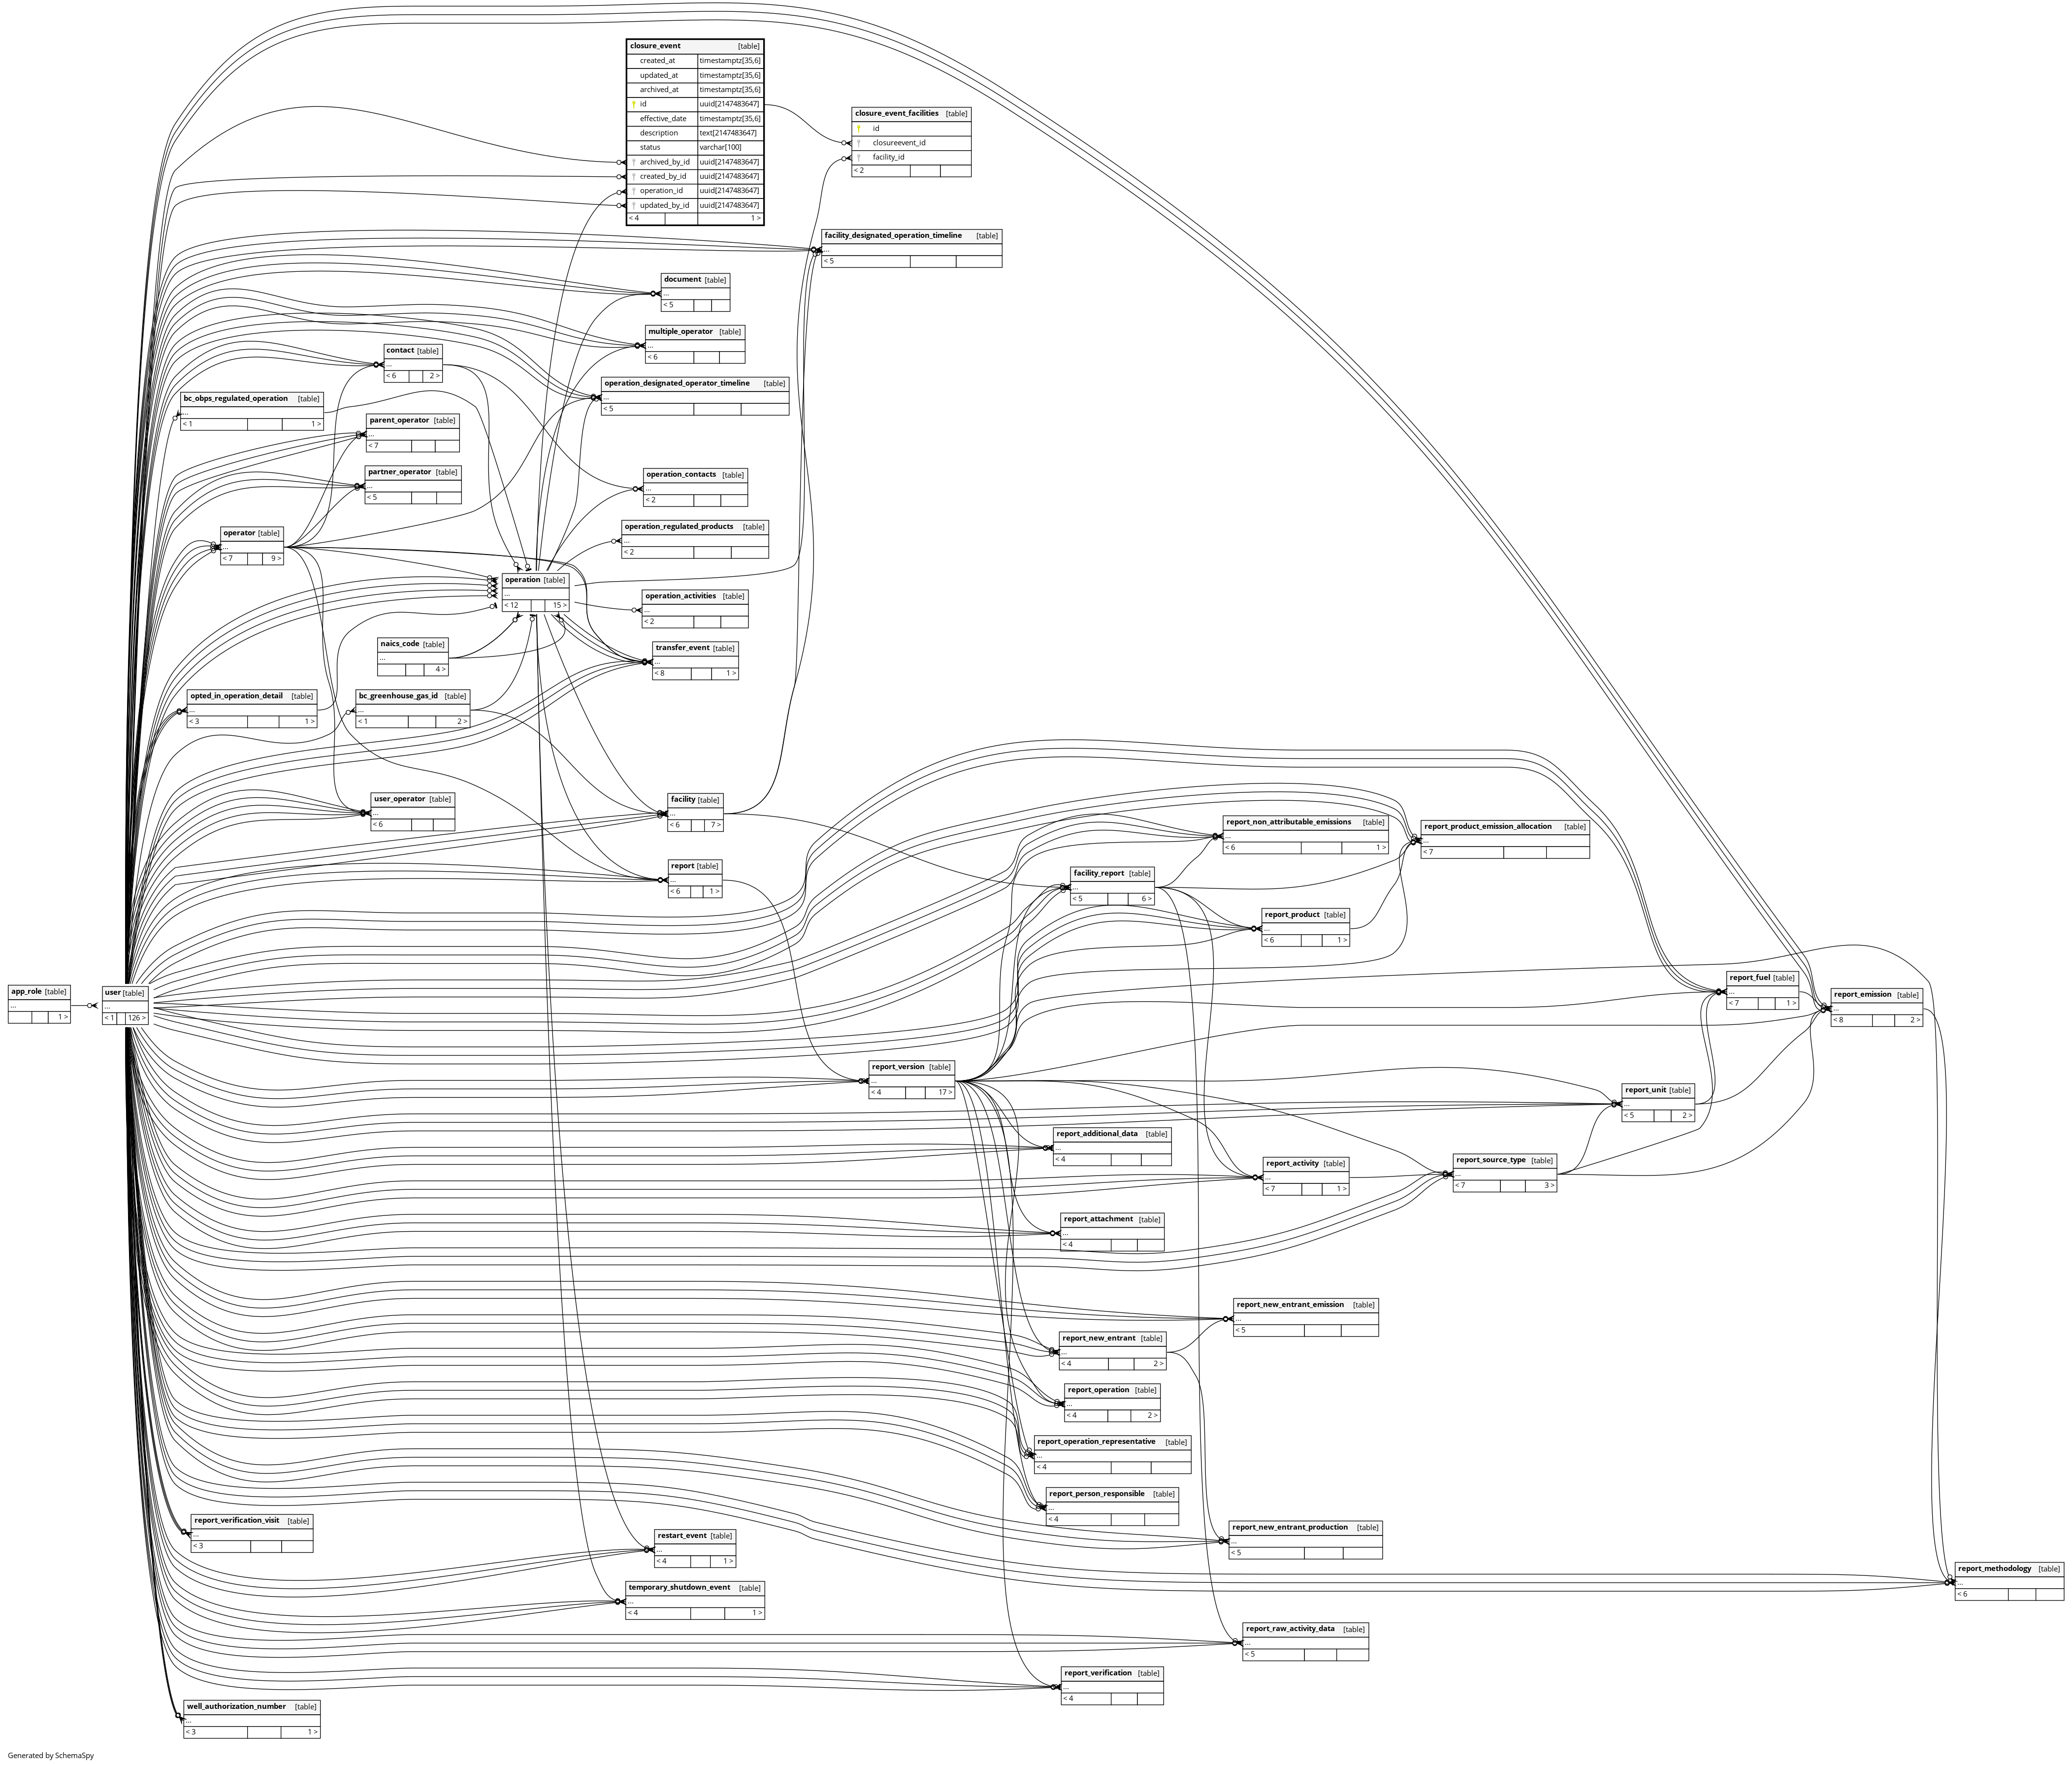 closure_event [table]
created_at timestamptz[35,6]
updated_at timestamptz[35,6]
archived_at timestamptz[35,6]
id uuid[2147483647]
effective_date timestamptz[35,6]
description text[2147483647]
status varchar[100]
archived_by_id uuid[2147483647]
created_by_id uuid[2147483647]
operation_id uuid[2147483647]
updated_by_id uuid[2147483647]
< 4 1 >
closure_event_facilities [table]
id
closureevent_id
facility_id
< 2
facility_designated_operation_timeline [table]
...
< 5
document [table]
...
< 5
multiple_operator [table]
...
< 6
contact [table]
...
< 6 2 >
operation_designated_operator_timeline [table]
...
< 5
bc_obps_regulated_operation [table]
...
< 1 1 >
parent_operator [table]
...
< 7
partner_operator [table]
...
< 5
operation_contacts [table]
...
< 2
operation_regulated_products [table]
...
< 2
operator [table]
...
< 7 9 >
operation [table]
...
< 12 15 >
operation_activities [table]
...
< 2
naics_code [table]
...
4 >
transfer_event [table]
...
< 8 1 >
opted_in_operation_detail [table]
...
< 3 1 >
bc_greenhouse_gas_id [table]
...
< 1 2 >
user_operator [table]
...
< 6
facility [table]
...
< 6 7 >
report [table]
...
< 6 1 >
report_non_attributable_emissions [table]
...
< 6 1 >
report_product_emission_allocation [table]
...
< 7
facility_report [table]
...
< 5 6 >
report_product [table]
...
< 6 1 >
app_role [table]
...
1 >
user [table]
...
< 1 126 >
report_fuel [table]
...
< 7 1 >
report_emission [table]
...
< 8 2 >
report_version [table]
...
< 4 17 >
report_unit [table]
...
< 5 2 >
report_additional_data [table]
...
< 4
report_activity [table]
...
< 7 1 >
report_source_type [table]
...
< 7 3 >
report_attachment [table]
...
< 4
report_new_entrant_emission [table]
...
< 5
report_new_entrant [table]
...
< 4 2 >
report_operation [table]
...
< 4 2 >
report_operation_representative [table]
...
< 4
report_person_responsible [table]
...
< 4
report_verification_visit [table]
...
< 3
restart_event [table]
...
< 4 1 >
report_new_entrant_production [table]
...
< 5
report_methodology [table]
...
< 6
temporary_shutdown_event [table]
...
< 4 1 >
report_raw_activity_data [table]
...
< 5
report_verification [table]
...
< 4
well_authorization_number [table]
...
< 3 1 >
Generated by SchemaSpy